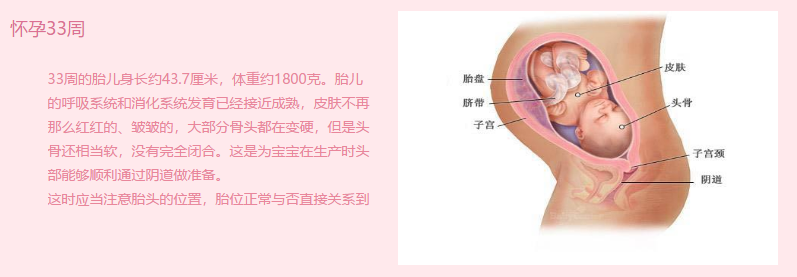 怀孕33周
33周的胎儿身长约43.7厘米，体重约1800克。胎儿
的呼吸系统和消化系统发育已经接近成熟，皮肤不再
那么红红的、皱皱的，大部分骨头都在变硬，但是头
骨还相当软，没有完全闭合。这是为宝宝在生产时头
部能够顺利通过阴道做准备。
这时应当注意胎头的位置，胎位正常与否直接关系到
胎盘
脐带
子宫
皮肤
头骨
子宫颈
阴道